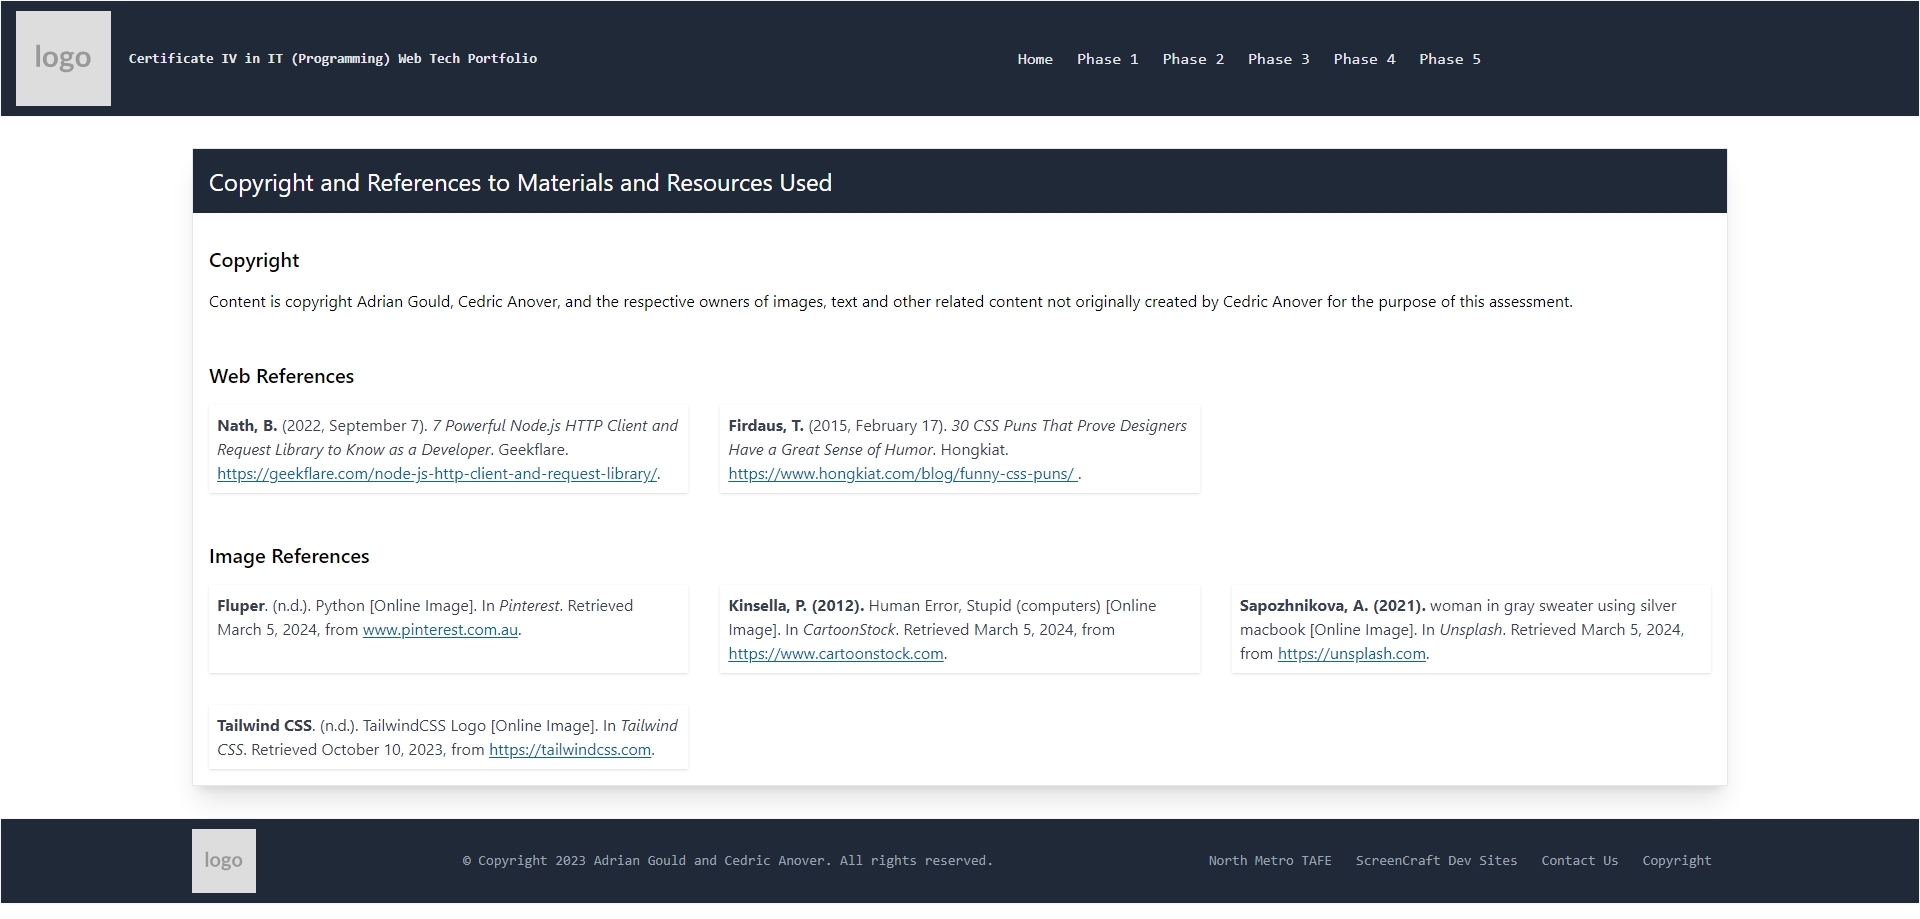 logo
Certificate IV in IT (Programming) Web Tech Portfolio
Home Phase 1 Phase 2 Phase 3 Phase 4 Phase 5
Copyright and References to Materials and Resources Used
Copyright
Content is copyright Adrian Gould, Cedric Anover, and the respective owners of images, text and other related content not originally created by Cedric Anover for the purpose of this assessment.
Web References
Nath, B. (2022, September 7). 7 Powerful Node.js HTTP Client and
Request Library to Know as a Developer. Geekflare.
https://geekflare.com/node-js-http-client-and-request-library/.
Firdaus, T. (2015, February 17). 30 CSS Puns That Prove Designers
Have a Great Sense of Humor. Hongkiat.
https://www.hongkiat.com/blog/funny-css-puns/ .
Image References
Fluper. (n.d.). Python [Online Image]. In Pinterest. Retrieved
March 5, 2024, from www.pinterest.com.au.
Kinsella, P. (2012). Human Error, Stupid (computers) [Online
Image]. In CartoonStock. Retrieved March 5, 2024, from
https://www.cartoonstock.com.
Sapozhnikova, A. (2021). woman in gray sweater using silver
macbook [Online Image]. In Unsplash. Retrieved March 5, 2024,
from https://unsplash.com.
Tailwind CSS. (n.d.). TailwindCSS Logo [Online Image]. In Tailwind
CSS. Retrieved October 10, 2023, from https://tailwindcss.com.
logo
© Copyright 2023 Adrian Gould and Cedric Anover. All rights reserved.
North Metro TAFE ScreenCraft Dev Sites Contact Us Copyright